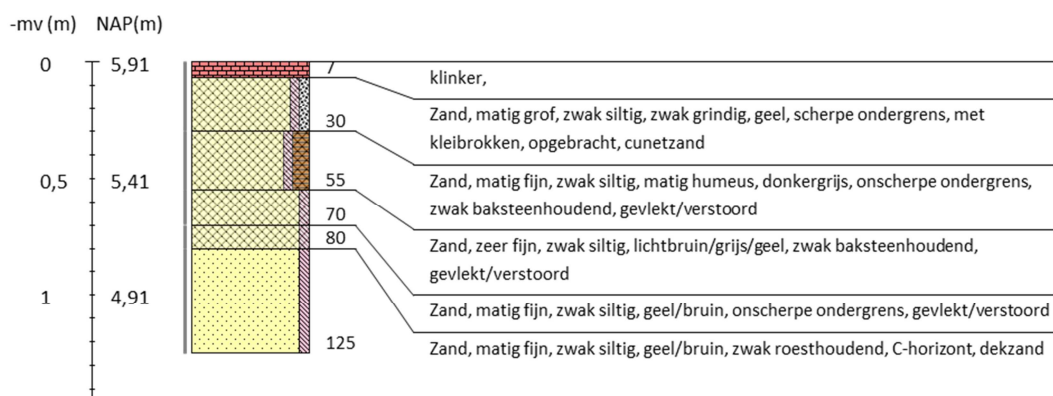 -mv (m) NAP(m)
0 5,91
7
klinker,
Zand, matig grof, zwak siltig, zwak grindig, geel, scherpe ondergrens, met
kleibrokken, opgebracht, cunetzand
30
Zand, matig fijn, zwak siltig, matig humeus, donkergrijs, onscherpe ondergrens,
zwak baksteenhoudend, gevlekt/verstoord
0,5 5,41
55
Zand, zeer fijn, zwak siltig, lichtbruin/grijs/geel, zwak baksteenhoudend,
gevlekt/verstoord
70
80
Zand, matig fijn, zwak siltig, geel/bruin, onscherpe ondergrens, gevlekt/verstoord
1 4,91
Zand, matig fijn, zwak siltig, geel/bruin, zwak roesthoudend, C-horizont, dekzand
125